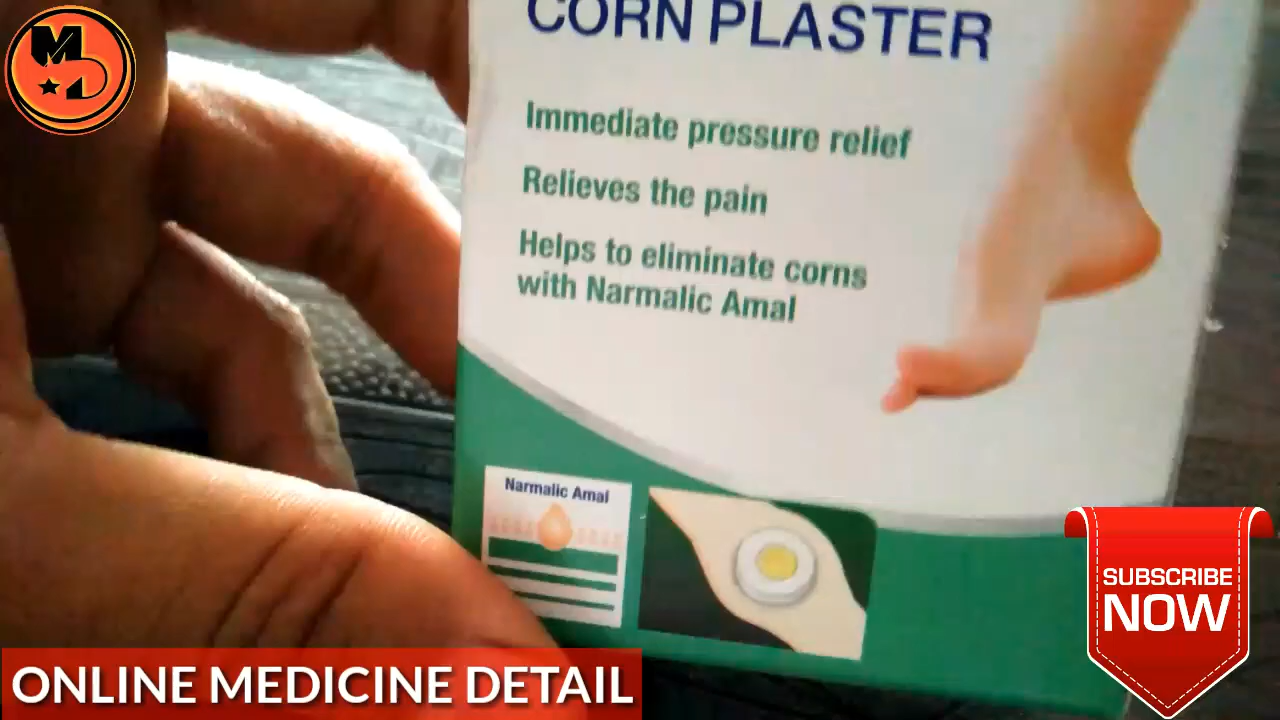 MD
CORN PLASTER
Immediate pressure relief
Relieves the pain
Helps to eliminate corns
with Narmalic Amal
Narmalic Amal
SUBSCRIBE
NOW
ONLINE MEDICINE DETAIL